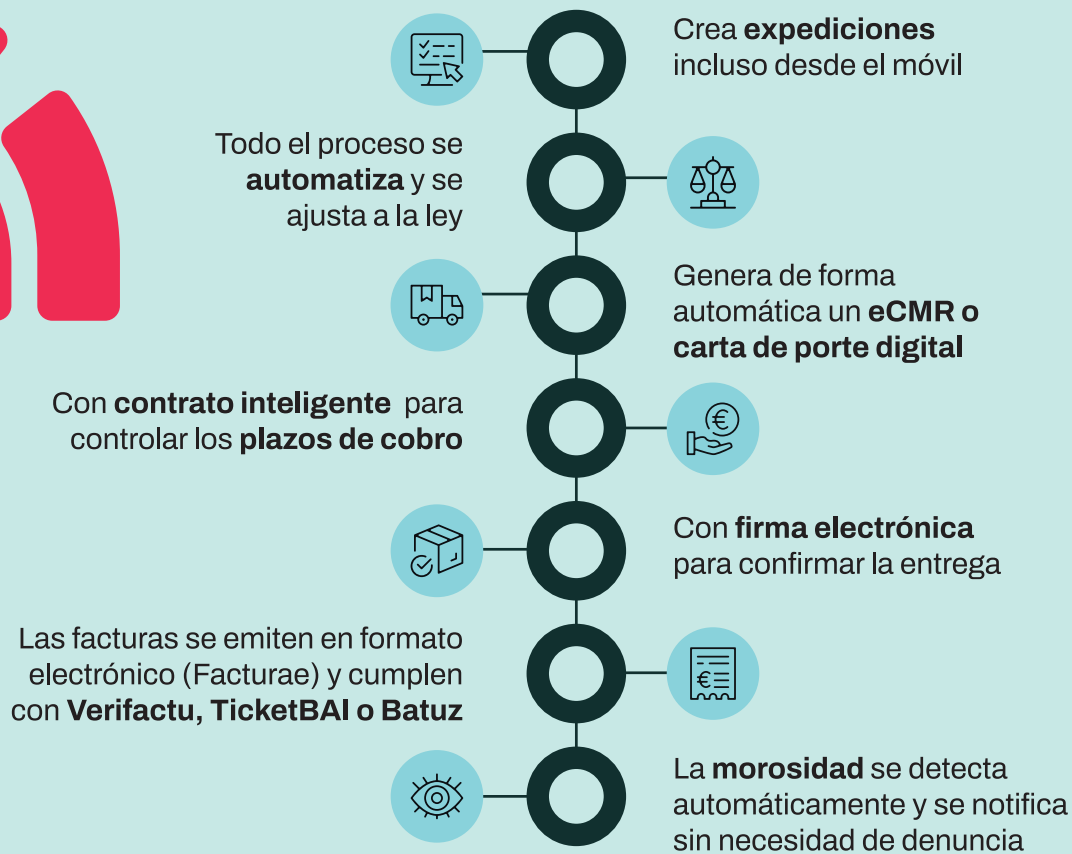 Crea expediciones
incluso desde el móvil
Todo el proceso se
automatiza y se
ajusta a la ley
Genera de forma
automática un eCMR o
carta de porte digital
Con contrato inteligente para
controlar los plazos de cobro
Con firma electrónica
para confirmar la entrega
Las facturas se emiten en formato
electrónico (Facturae) y cumplen
con Verifactu, TicketBAI o Batuz
La morosidad se detecta
automáticamente y se notifica
sin necesidad de denuncia